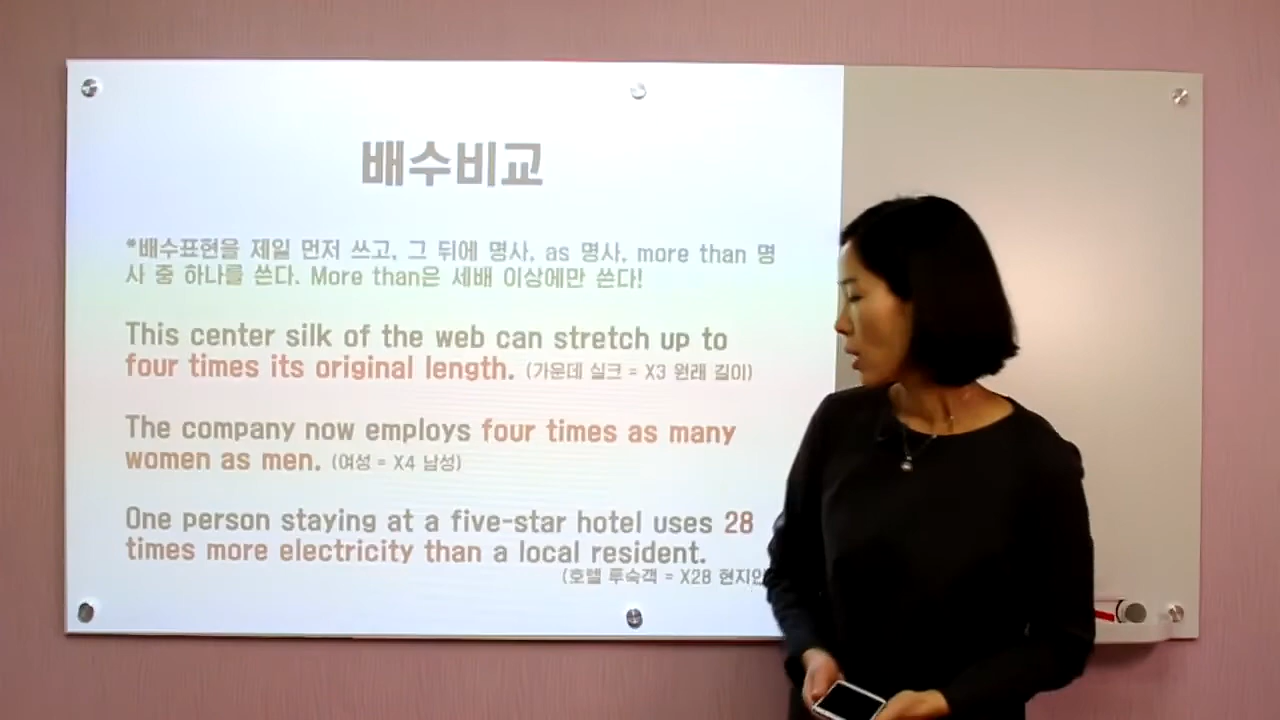 배수비교
*배수표현을 제일 먼저 쓰고, 그 뒤에 명사, as 명사, more than 명
사 중 하나를 쓴다. More than은 세배 이상에만 쓴다!
This center silk of the web can stretch up to
four times its original length. (가운데 실크 = X3 원래 길이)
The company now employs four times as many
women as men. (여성 = X4 남성)
One person staying at a five-star hotel uses 28
times more electricity than a local resident.
(호텔 투숙객 = X28 현지인